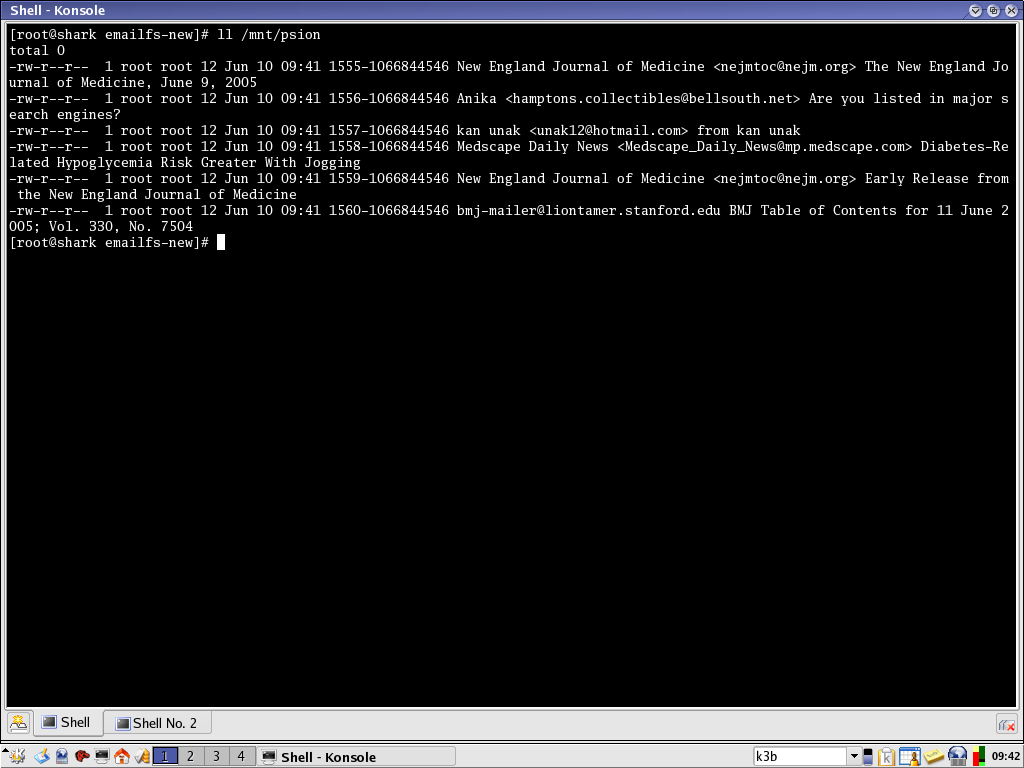 Shell - Konsole
[root@shark emailfs-new]# ll /mnt/psion
total 0
-rw-r--r--  1 root root 12 Jun 10 09:41 1555-1066844546 New England Journal of Medicine <nejmtoc@nejm.org> The New England Jo
urnal of Medicine, June 9, 2005
-rw-r--r--  1 root root 12 Jun 10 09:41 1556-1066844546 Anika <hamptons.collectibles@bellsouth.net> Are you listed in major s
earch engines?
-rw-r--r--  1 root root 12 Jun 10 09:41 1557-1066844546 kan unak <unak12@hotmail.com> from kan unak
-rw-r--r--  1 root root 12 Jun 10 09:41 1558-1066844546 Medscape Daily News <Medscape_Daily_News@mp.medscape.com> Diabetes-Re
lated Hypoglycemia Risk Greater With Jogging
-rw-r--r--  1 root root 12 Jun 10 09:41 1559-1066844546 New England Journal of Medicine <nejmtoc@nejm.org> Early Release from
 the New England Journal of Medicine
-rw-r--r--  1 root root 12 Jun 10 09:41 1560-1066844546 bmj-mailer@liontamer.stanford.edu BMJ Table of Contents for 11 June 2
005; Vol. 330, No. 7504
[root@shark emailfs-new]#
Shell Shell No. 2
1 2 3 4 Shell - Konsole k3b 09:42